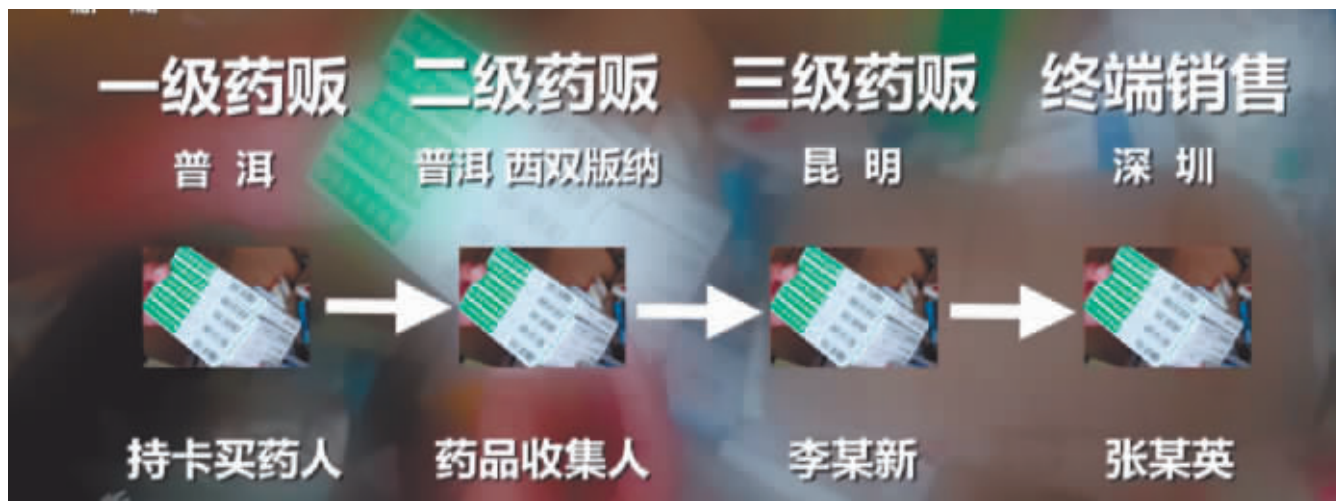 一级药贩 二级药贩 三级药贩 终端销售
普洱 普洱 西双版纳 昆明 深圳
持卡买药人 药品收集人 李某新 张某英